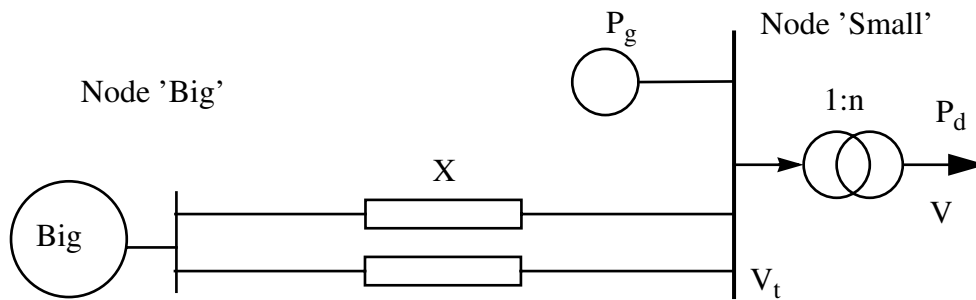 P_g
Node ’Small’
Node ’Big’
1:n
P_d
X
V
Big
V_t